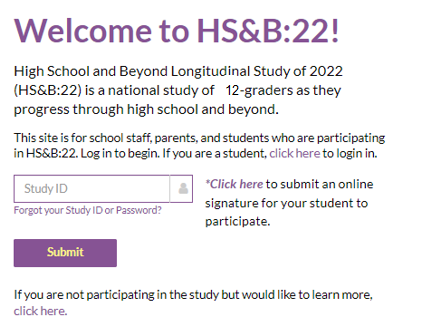 Welcome to HS&B:22!
High School and Beyond Longitudinal Study of 2022
(HS&B:22) is a national study of 12-graders as they
progress through high school and beyond.
This site is for school staff, parents, and students who are participating
in HS&B:22. Log in to begin. If you are a student, click here to login in.
Study ID
Forgot your Study ID or Password?
Submit
*Click here to submit an online
signature for your student to
participate.
If you are not participating in the study but would like to learn more,
click here.